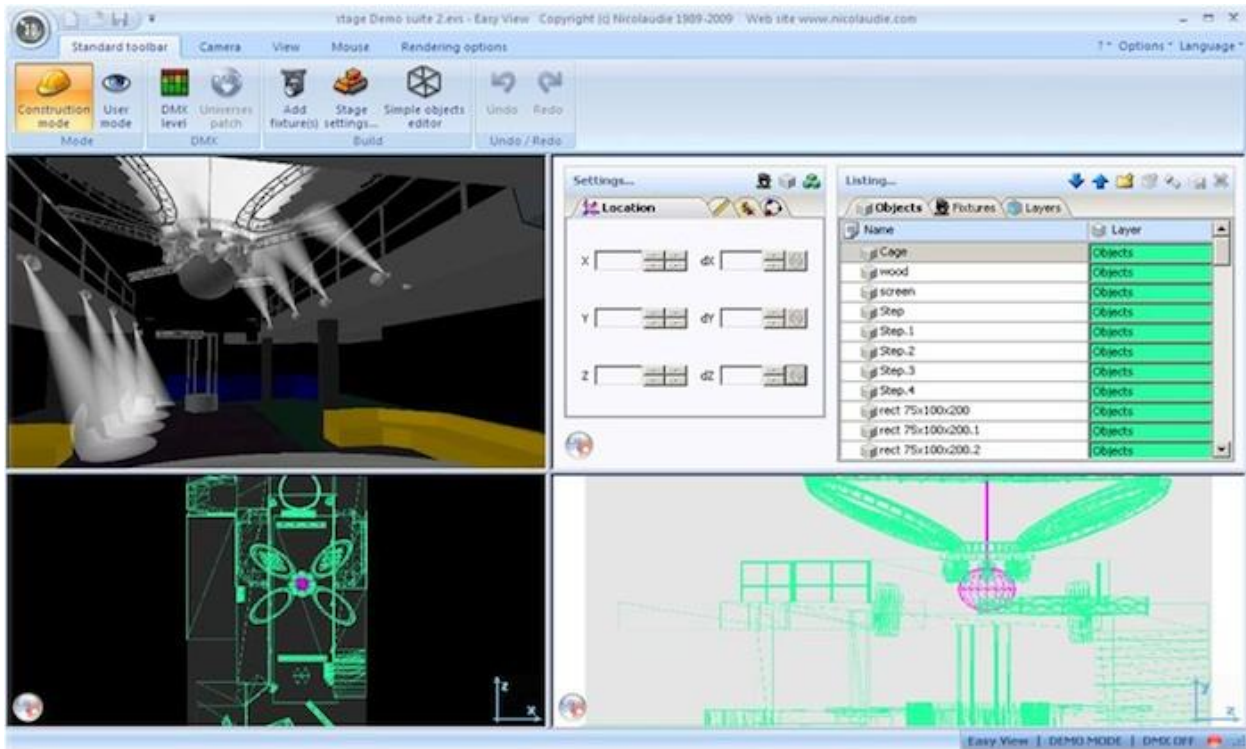 3D
stage Demo suite 2.evs - Easy View Copyright (c) Nicolaudie 1989-2009 Web site www.nicolaudie.com
Standard toolbar Camera View Mouse Rendering options ? Options Language
Construction mode
User mode
DMX level
Universes patch
Add fixture(s)
Stage settings...
Simple objects editor
Undo
Redo
Mode DMX Build Undo / Redo
Settings...
Location
X dX
Y dY
Z dZ
Listing...
Objects Fixtures Layers
Name Layer
Cage Objects
wood Objects
screen Objects
Step Objects
Step.1 Objects
Step.2 Objects
Step.3 Objects
Step.4 Objects
rect 75x100x200 Objects
rect 75x100x200.1 Objects
rect 75x100x200.2 Objects
z
x
y
z
Easy View | DEMO MODE | DMX OFF